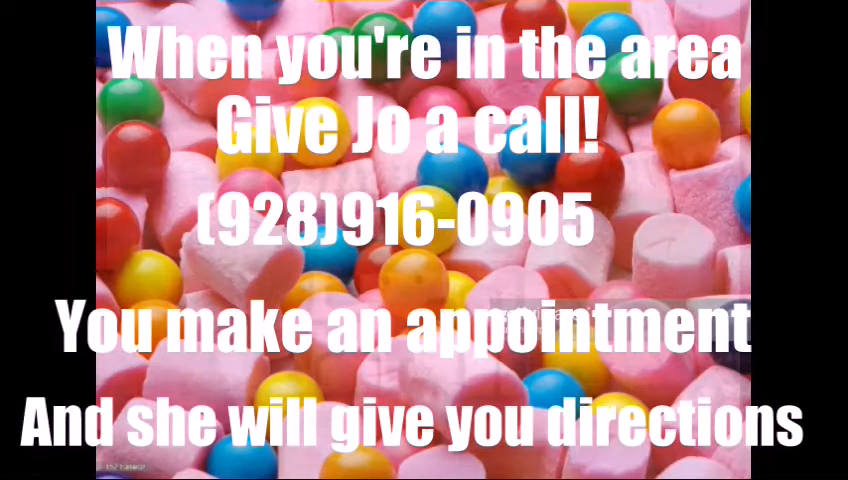 When you're in the area
Give Jo a call!
(928)916-0905
You make an appointment
And she will give you directions